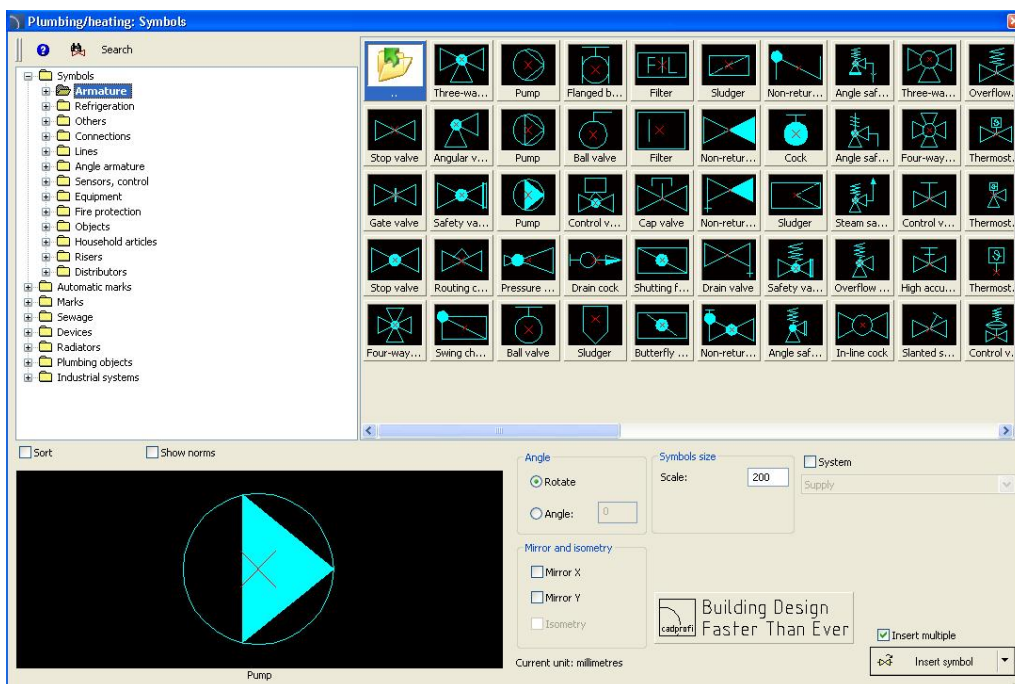 Plumbing/heating: Symbols
Search
Symbols
Armature
Refrigeration
Others
Connections
Lines
Angle armature
Sensors, control
Equipment
Fire protection
Objects
Household articles
Risers
Distributors
Automatic marks
Marks
Sewage
Devices
Radiators
Plumbing objects
Industrial systems
.. Three-wa... Pump Flanged b... Filter Sludger Non-retur... Angle saf... Three-wa... Overflow.
Stop valve Angular v... Pump Ball valve Filter Non-retur... Cock Angle saf... Four-way... Thermost.
Gate valve Safety va... Pump Control v... Cap valve Non-retur... Sludger Steam sa... Control v... Thermost.
Stop valve Routing c... Pressure ... Drain cock Shutting f... Drain valve Safety va... Overflow ... High accu... Thermost.
Four-way... Swing ch... Ball valve Sludger Butterfly ... Non-retur... Angle saf... In-line cock Slanted s... Control v.
Sort Show norms
Pump
Angle
Rotate
Angle: 0
Mirror and isometry
Mirror X
Mirror Y
Isometry
Current unit: millimetres
Symbols size
Scale: 200
System
Supply
cadprofi
Building Design
Faster Than Ever
Insert multiple
Insert symbol